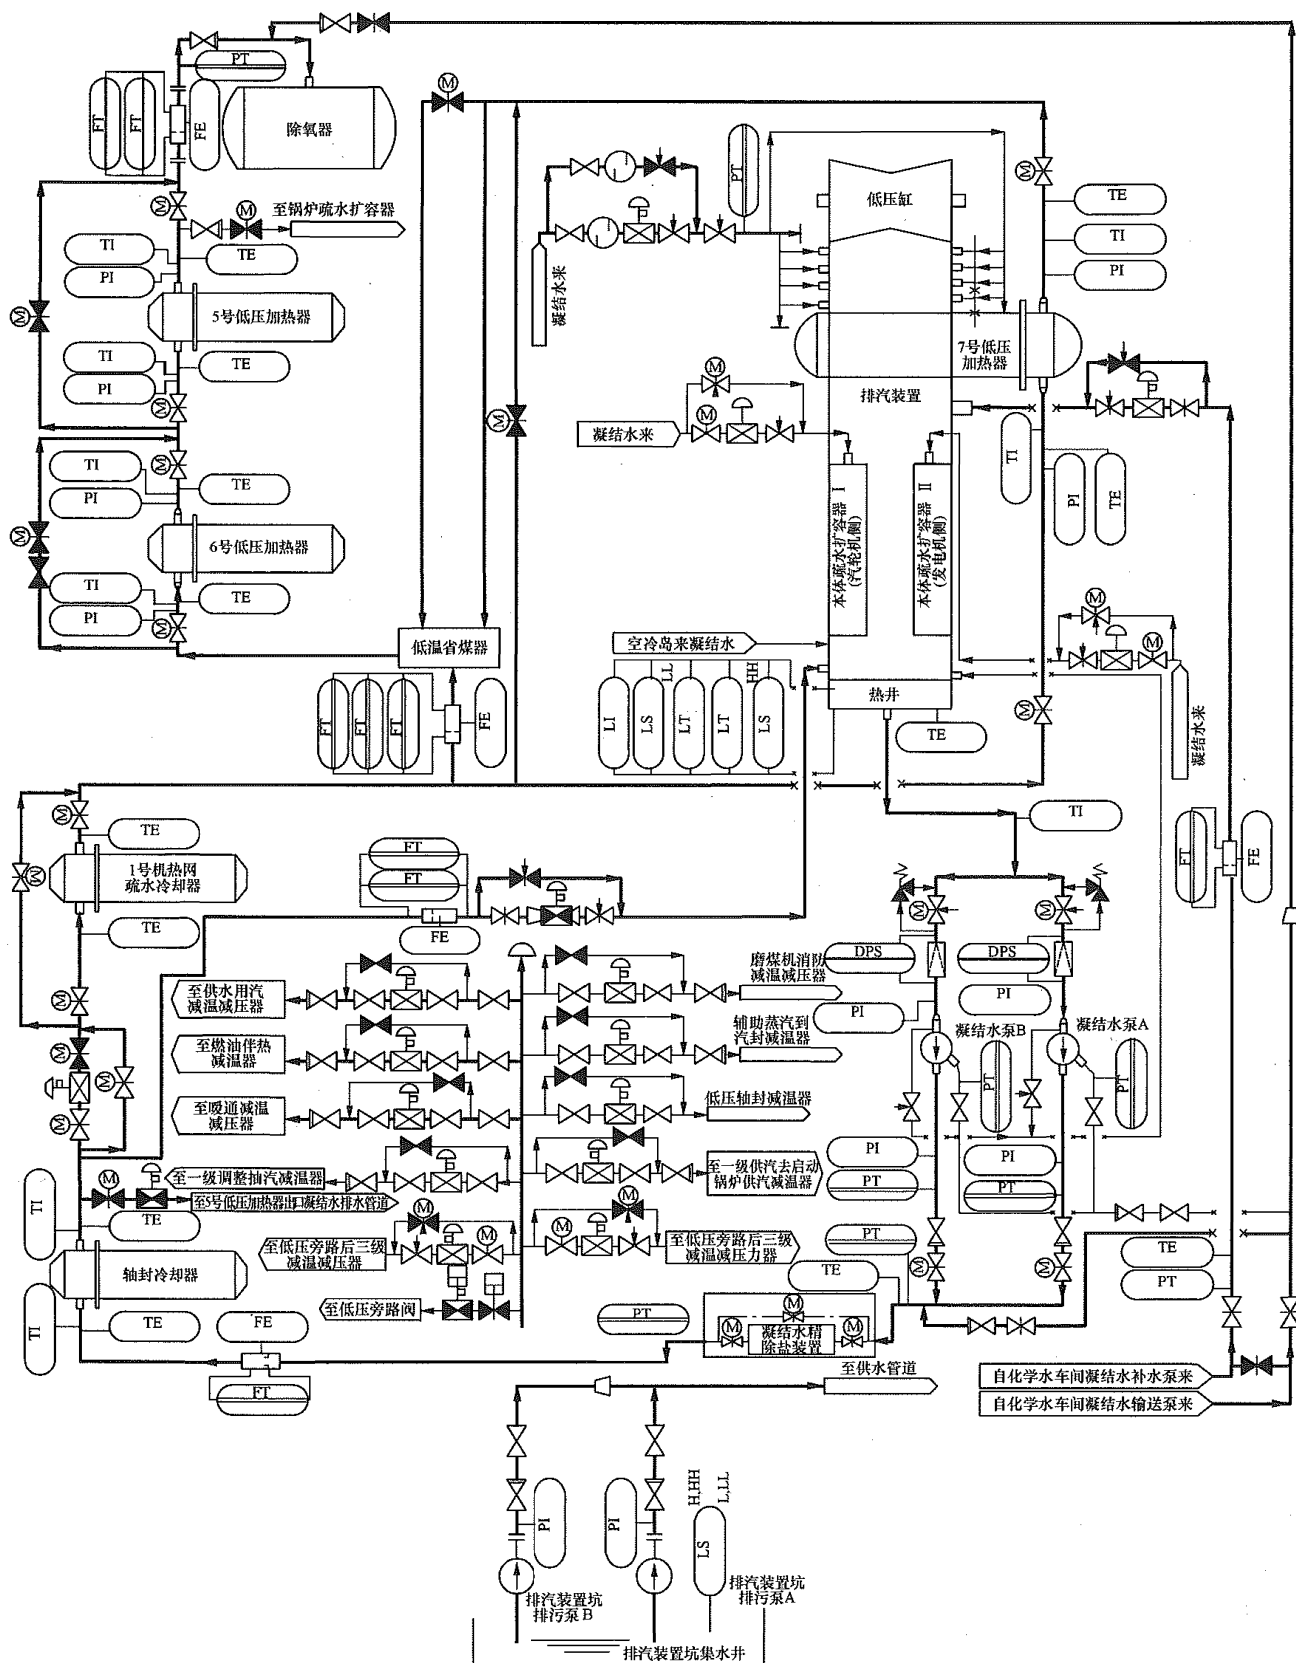 PT
FT
FT
FE
除氧器
M
M
至锅炉疏水扩容器
M
TI
TE
PI
M
5号低压加热器
TI
TE
PI
M
M
TI
TE
PI
M
6号低压加热器
TI
TE
PI
M
低温省煤器
FT
FT
FT
FE
M
M
凝结水来
PT
低压缸
M
TE
TI
PI
7号低压
加热器
排汽装置
M
M
凝结水来
TI
PI
TE
本体疏水扩容器 I
(汽轮机侧)
本体疏水扩容器 II
(发电机侧)
空冷岛来凝结水
LL
HH
LI
LS
LT
LT
LS
热井
TE
M
M
M
凝结水来
TI
FT
FE
M
TE
1号机热网
疏水冷却器
M
TE
M
M
M
M
FT
FT
FE
至供水用汽
减温减压器
至燃油伴热
减温器
至暖通减温
减压器
至一级调整抽汽减温器
至5号低压加热器出口凝结水排水管道
M
至低压旁路后三级
减温减压器
M
M
至低压旁路阀
磨煤机消防
减温减压器
辅助蒸汽到
汽封减温器
低压轴封减温器
至一级供汽去启动
锅炉供汽减温器
M
M
至低压旁路后三级
减温减压力器
M
M
DPS
DPS
PI
PI
凝结水泵B
凝结水泵A
PT
PT
PI
PI
PT
PT
M
M
PT
TE
TE
PT
TI
TE
轴封冷却器
TI
TE
FE
FT
PT
M
M
M
凝结水精
除盐装置
至供水管道
自化学水车间凝结水补水泵来
自化学水车间凝结水输送泵来
PI
PI
H,HH
L,LL
LS
排汽装置坑
排污泵B
排汽装置坑
排污泵A
排汽装置坑集水井